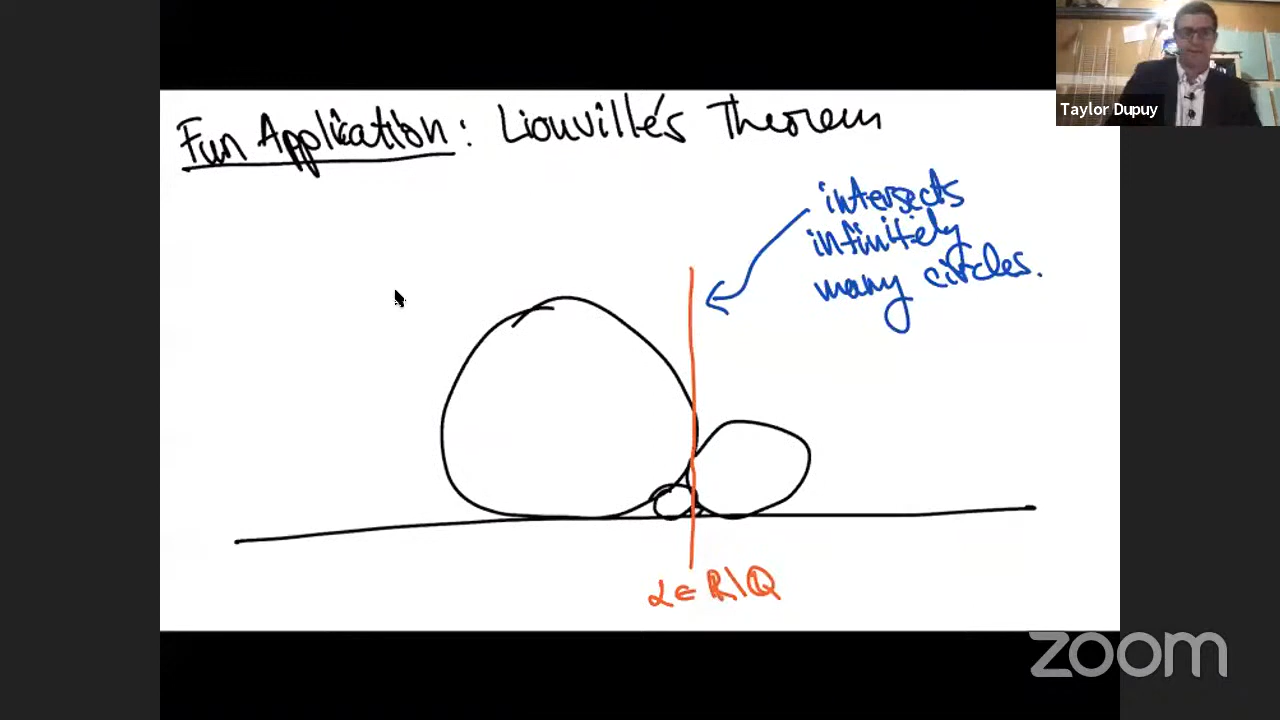 Fun Application: Liouville's Theorem
Taylor Dupuy
intersects
infinitely
many circles.
α ∈ ℝ\ℚ
zoom